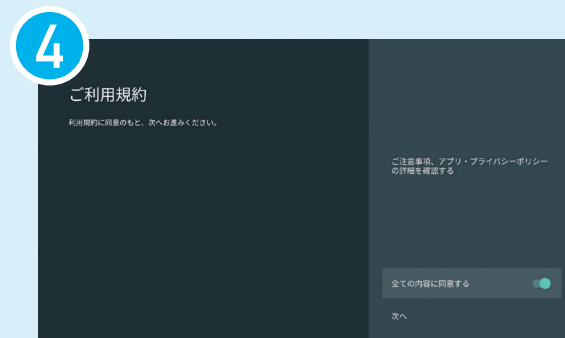 4
ご利用規約
利用規約に同意のもと、次へお進みください。
ご注意事項、アプリ・プライバシーポリシー
の詳細を確認する
全ての内容に同意する
次へ